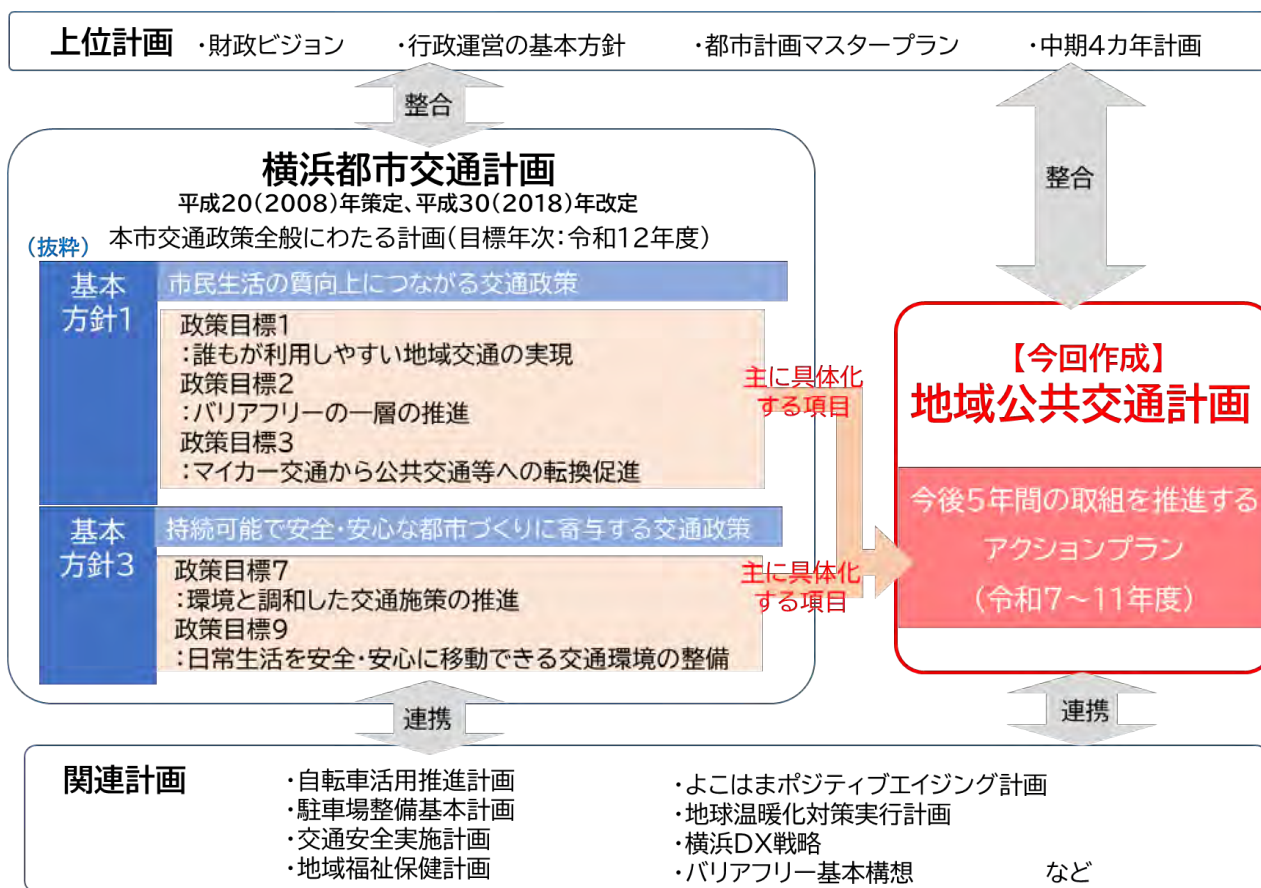 上位計画 ・財政ビジョン ・行政運営の基本方針 ・都市計画マスタープラン ・中期4カ年計画
整合
整合
横浜都市交通計画
平成20(2008)年策定、平成30(2018)年改定
本市交通政策全般にわたる計画(目標年次:令和12年度)
(抜粋)
基本
方針1
市民生活の質向上につながる交通政策
政策目標1
:誰もが利用しやすい地域交通の実現
政策目標2
:バリアフリーの一層の推進
政策目標3
:マイカー交通から公共交通等への転換促進
主に具体化
する項目
基本
方針3
持続可能で安全・安心な都市づくりに寄与する交通政策
政策目標7
:環境と調和した交通施策の推進
政策目標9
:日常生活を安全・安心に移動できる交通環境の整備
主に具体化
する項目
【今回作成】
地域公共交通計画
今後5年間の取組を推進する
アクションプラン
(令和7~11年度)
連携
連携
関連計画
・自転車活用推進計画
・駐車場整備基本計画
・交通安全実施計画
・地域福祉保健計画
・よこはまポジティブエイジング計画
・地球温暖化対策実行計画
・横浜DX戦略
・バリアフリー基本構想 など